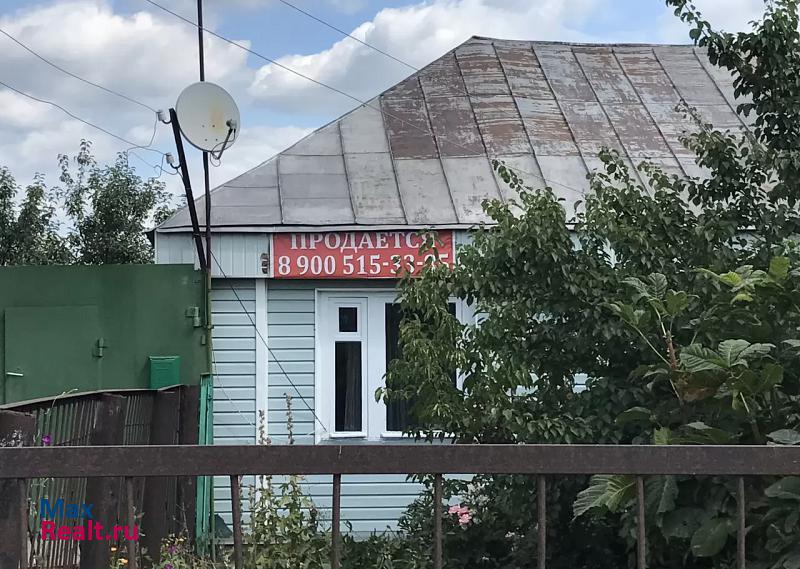 ПРОДАЕТСЯ
8 900 515-33-05
Max
Realt.ru